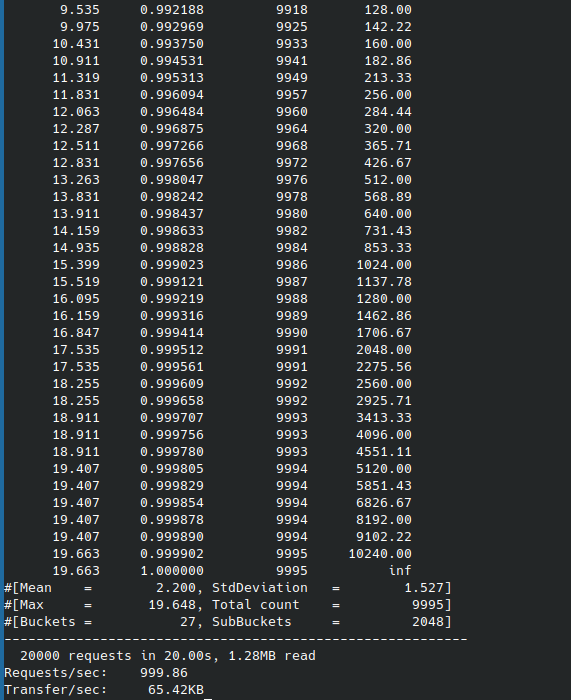 9.535     0.992188         9918       128.00
9.975     0.992969         9925       142.22
10.431     0.993750         9933       160.00
10.911     0.994531         9941       182.86
11.319     0.995313         9949       213.33
11.831     0.996094         9957       256.00
12.063     0.996484         9960       284.44
12.287     0.996875         9964       320.00
12.511     0.997266         9968       365.71
12.831     0.997656         9972       426.67
13.263     0.998047         9976       512.00
13.831     0.998242         9978       568.89
13.911     0.998437         9980       640.00
14.159     0.998633         9982       731.43
14.935     0.998828         9984       853.33
15.399     0.999023         9986      1024.00
15.519     0.999121         9987      1137.78
16.095     0.999219         9988      1280.00
16.159     0.999316         9989      1462.86
16.847     0.999414         9990      1706.67
17.535     0.999512         9991      2048.00
17.535     0.999561         9991      2275.56
18.255     0.999609         9992      2560.00
18.255     0.999658         9992      2925.71
18.911     0.999707         9993      3413.33
18.911     0.999756         9993      4096.00
18.911     0.999780         9993      4551.11
19.407     0.999805         9994      5120.00
19.407     0.999829         9994      5851.43
19.407     0.999854         9994      6826.67
19.407     0.999878         9994      8192.00
19.407     0.999890         9994      9102.22
19.663     0.999902         9995     10240.00
19.663     1.000000         9995          inf
#[Mean    =        2.200, StdDeviation   =        1.527]
#[Max     =       19.648, Total count    =         9995]
#[Buckets =           27, SubBuckets     =         2048]
----------------------------------------------------------
  20000 requests in 20.00s, 1.28MB read
Requests/sec:    999.86
Transfer/sec:     65.42KB